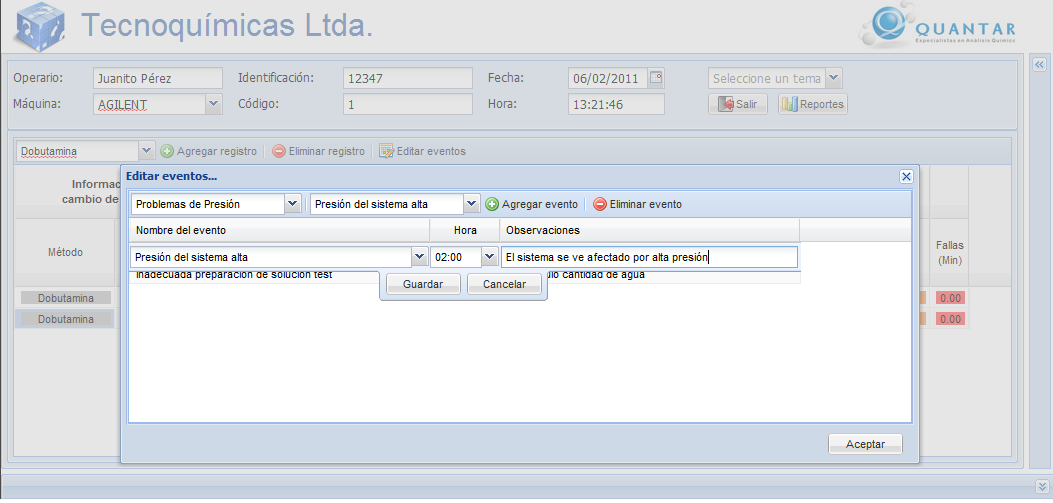 Tecnoquímicas Ltda.
QUANTAR
Especialistas en Análisis Químico
Operario: Juanito Pérez Identificación: 12347 Fecha: 06/02/2011 Seleccione un tema
Máquina: AGILENT Código: 1 Hora: 13:21:46 Salir Reportes
Dobutamina Agregar registro Eliminar registro Editar eventos
Editar eventos...
Informac
cambio de
Problemas de Presión Presión del sistema alta Agregar evento Eliminar evento
Nombre del evento Hora Observaciones
Método
Fallas
(Min)
Presión del sistema alta 02:00 El sistema se ve afectado por alta presión
Inadecuada preparación de solución test cantidad de agua
Guardar Cancelar
Dobutamina 0.00
Dobutamina 0.00
Aceptar